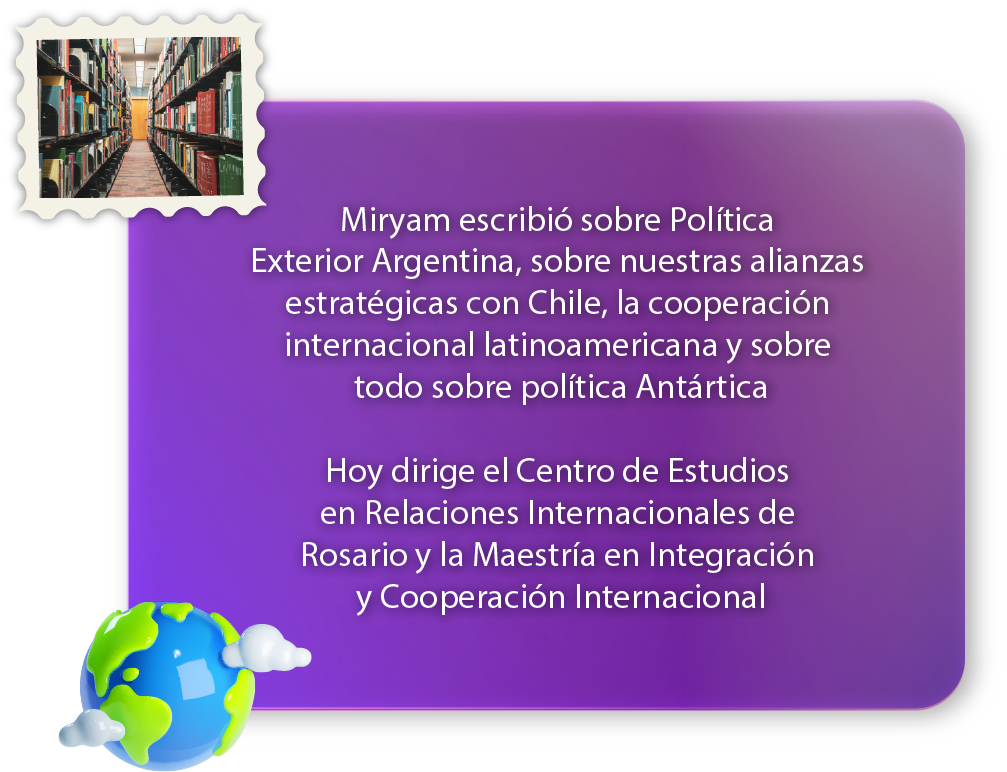 Miryam escribió sobre Política
Exterior Argentina, sobre nuestras alianzas
estratégicas con Chile, la cooperación
internacional latinoamericana y sobre
todo sobre política Antártica
Hoy dirige el Centro de Estudios
en Relaciones Internacionales de
Rosario y la Maestría en Integración
y Cooperación Internacional